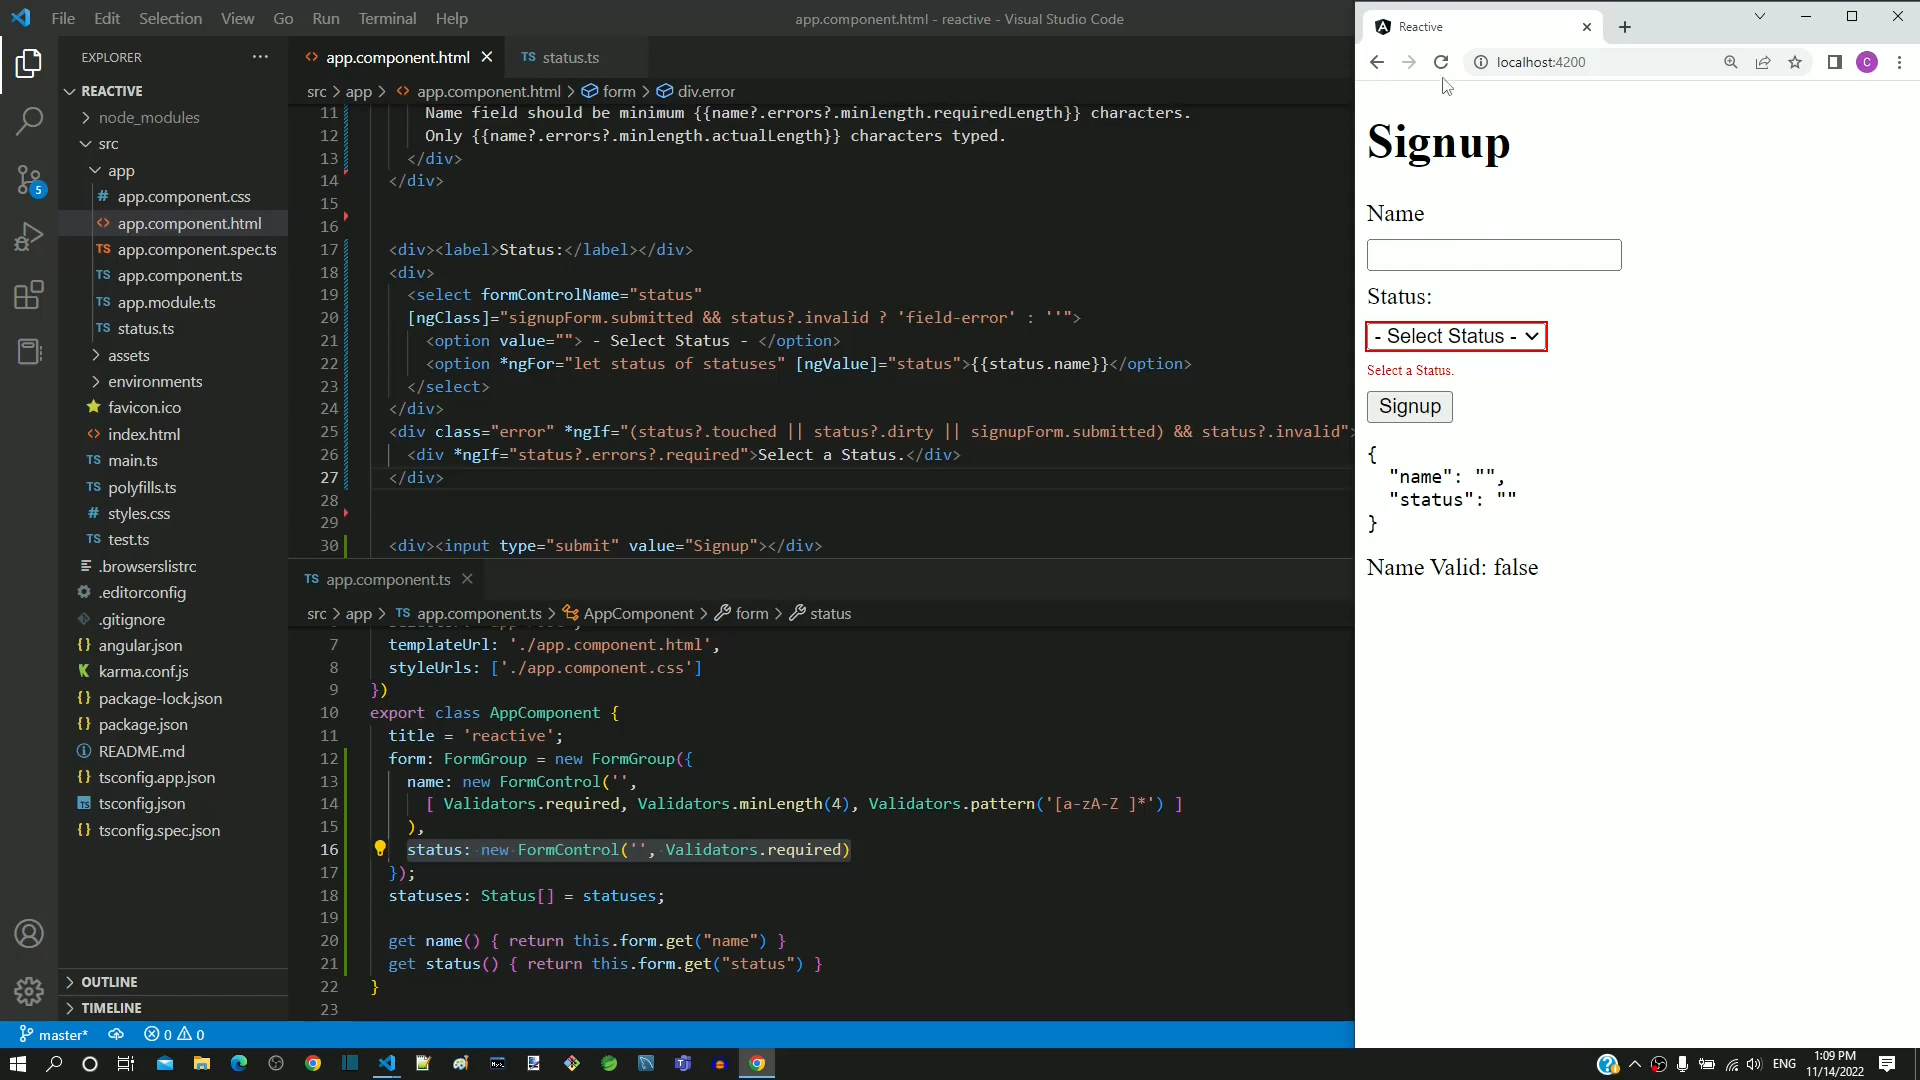 File Edit Selection View Go Run Terminal Help
app.component.html - reactive - Visual Studio Code
EXPLORER
REACTIVE
node_modules
src
app
app.component.css
app.component.html
app.component.spec.ts
app.component.ts
app.module.ts
status.ts
assets
environments
favicon.ico
index.html
main.ts
polyfills.ts
styles.css
test.ts
.browserslistrc
.editorconfig
.gitignore
angular.json
karma.conf.js
package-lock.json
package.json
README.md
tsconfig.app.json
tsconfig.json
tsconfig.spec.json
OUTLINE
TIMELINE
5
app.component.html TS status.ts
src > app > app.component.html > form > div.error
11 Name field should be minimum {{name?.errors?.minlength.requiredLength}} characters.
12 Only {{name?.errors?.minlength.actualLength}} characters typed.
13 </div>
14 </div>
15
16
17 <div><label>Status:</label></div>
18 <div>
19 <select formControlName="status"
20 [ngClass]="signupForm.submitted && status?.invalid ? 'field-error' : ''">
21 <option value=""> - Select Status - </option>
22 <option *ngFor="let status of statuses" [ngValue]="status">{{status.name}}</option>
23 </select>
24 </div>
25 <div class="error" *ngIf="(status?.touched || status?.dirty || signupForm.submitted) && status?.invalid">
26 <div *ngIf="status?.errors?.required">Select a Status.</div>
27 </div>
28
29
30 <div><input type="submit" value="Signup"></div>
TS app.component.ts
src > app > TS app.component.ts > AppComponent > form > status
7 templateUrl: './app.component.html',
8 styleUrls: ['./app.component.css']
9 })
10 export class AppComponent {
11 title = 'reactive';
12 form: FormGroup = new FormGroup({
13 name: new FormControl('',
14 [ Validators.required, Validators.minLength(4), Validators.pattern('[a-zA-Z ]*') ]
15 ),
16 status: new FormControl('', Validators.required)
17 });
18 statuses: Status[] = statuses;
19
20 get name() { return this.form.get("name") }
21 get status() { return this.form.get("status") }
22 }
23
master* 0 0
Reactive
localhost:4200
C
Signup
Name
Status:
- Select Status -
Select a Status.
Signup
{
"name": "",
"status": ""
}
Name Valid: false
ENG
1:09 PM
11/14/2022